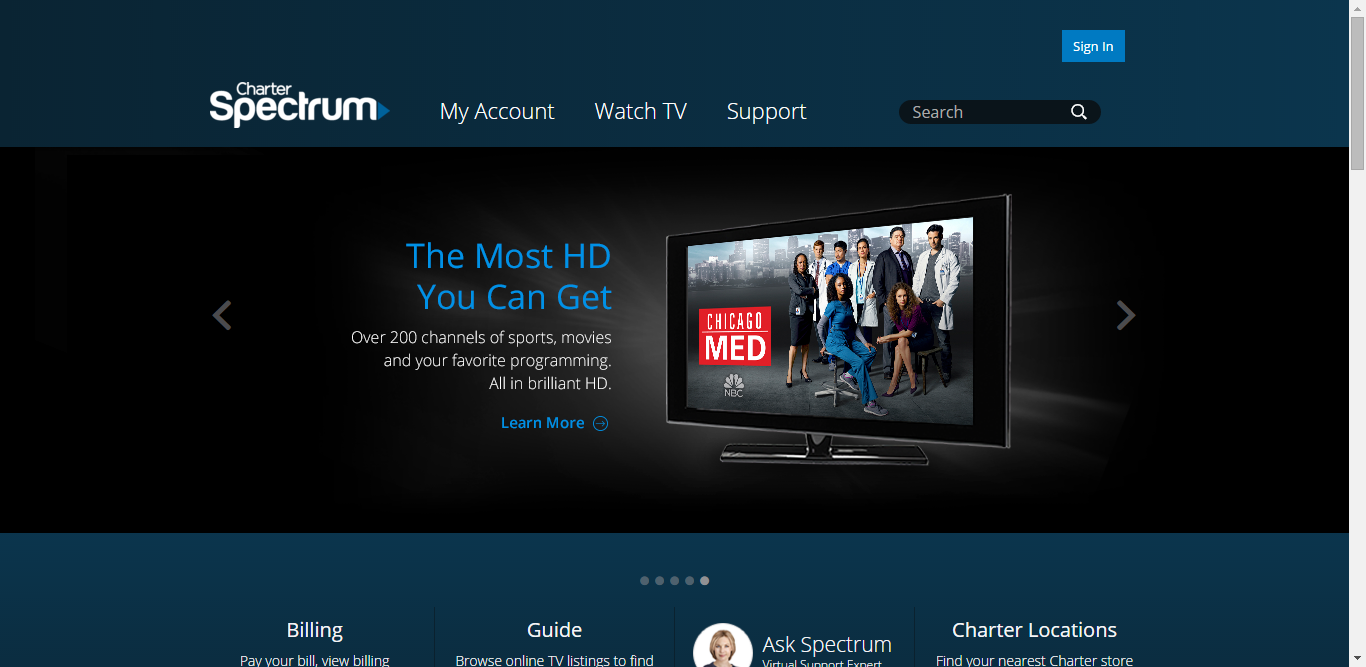 Sign In
Charter
Spectrum
My Account
Watch TV
Support
Search
The Most HD
You Can Get
Over 200 channels of sports, movies
and your favorite programming.
All in brilliant HD.
Learn More
CHICAGO
MED
NBC
Billing
Pay your bill, view billing
Guide
Browse online TV listings to find
Ask Spectrum
Virtual Support Expert
Charter Locations
Find your nearest Charter store